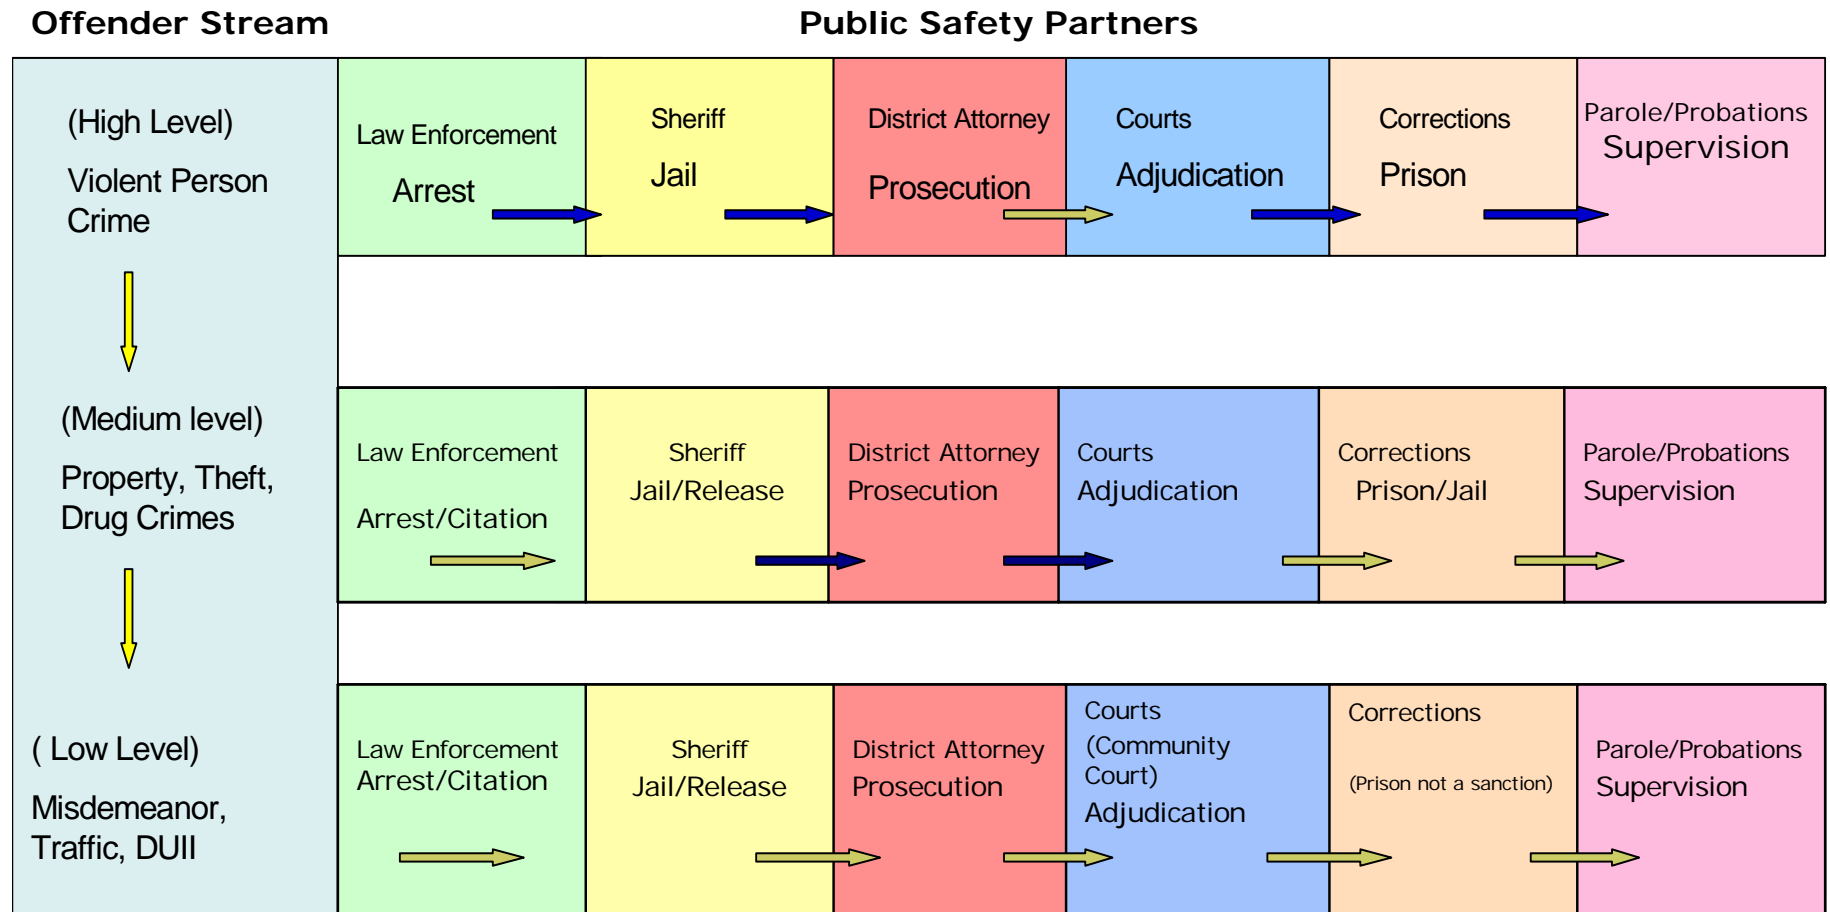 Offender Stream
Public Safety Partners
(High Level)
Violent Person
Crime
Law Enforcement
Arrest
Sheriff
Jail
District Attorney
Prosecution
Courts
Adjudication
Corrections
Prison
Parole/Probations
Supervision
(Medium level)
Property, Theft,
Drug Crimes
Law Enforcement
Arrest/Citation
Sheriff
Jail/Release
District Attorney
Prosecution
Courts
Adjudication
Corrections
Prison/Jail
Parole/Probations
Supervision
( Low Level)
Misdemeanor,
Traffic, DUII
Law Enforcement
Arrest/Citation
Sheriff
Jail/Release
District Attorney
Prosecution
Courts
(Community
Court)
Adjudication
Corrections
(Prison not a sanction)
Parole/Probations
Supervision